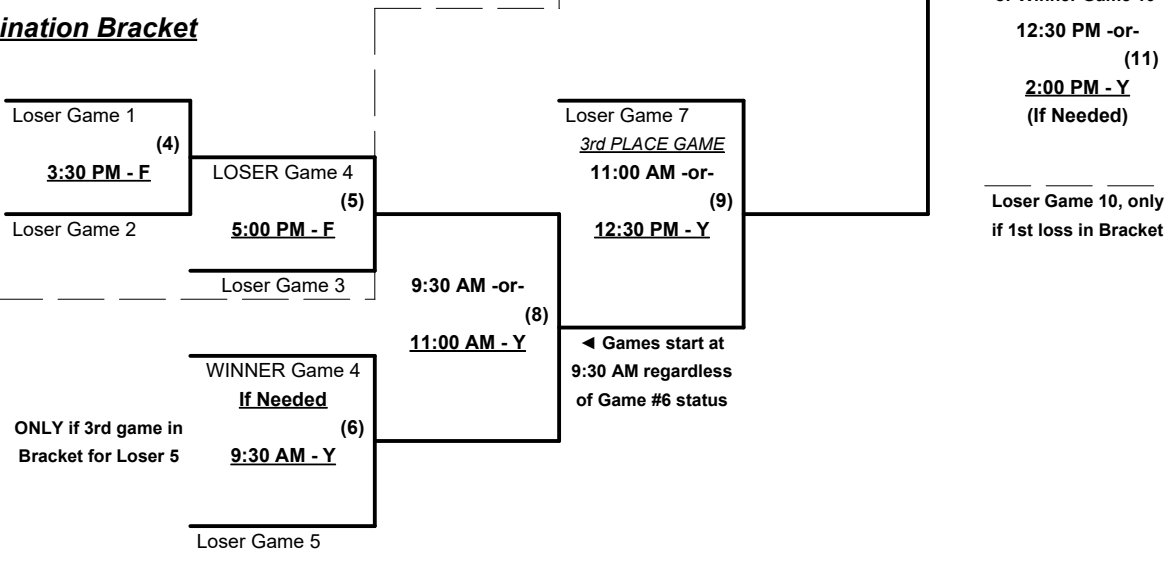 ination Bracket
12:30 PM -or-
(11)
2:00 PM - Y
(If Needed)
Loser Game 10, only
if 1st loss in Bracket
Loser Game 1
(4)
3:30 PM - F
Loser Game 2
LOSER Game 4
(5)
5:00 PM - F
Loser Game 3
Loser Game 7
3rd PLACE GAME
11:00 AM -or-
(9)
12:30 PM - Y
9:30 AM -or-
(8)
11:00 AM - Y
◄ Games start at
9:30 AM regardless
of Game #6 status
WINNER Game 4
If Needed
(6)
9:30 AM - Y
ONLY if 3rd game in
Bracket for Loser 5
Loser Game 5